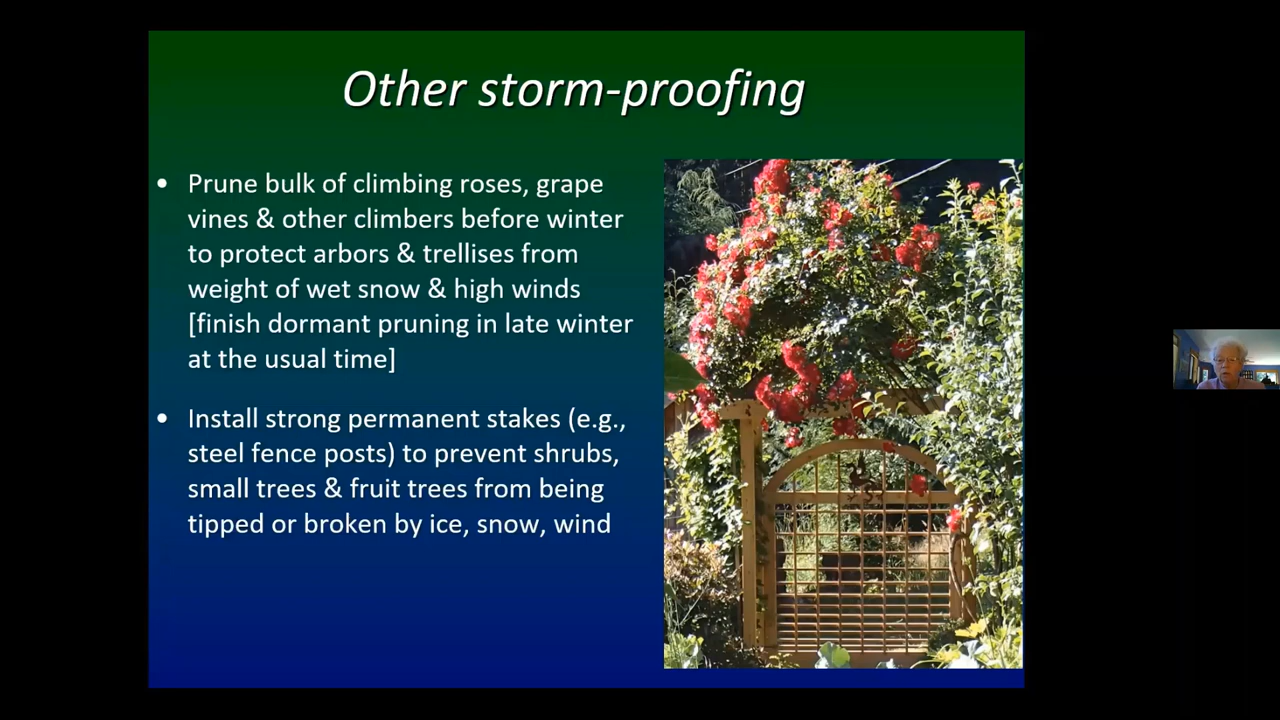 Other storm-proofing
• Prune bulk of climbing roses, grape
vines & other climbers before winter
to protect arbors & trellises from
weight of wet snow & high winds
[finish dormant pruning in late winter
at the usual time]
• Install strong permanent stakes (e.g.,
steel fence posts) to prevent shrubs,
small trees & fruit trees from being
tipped or broken by ice, snow, wind